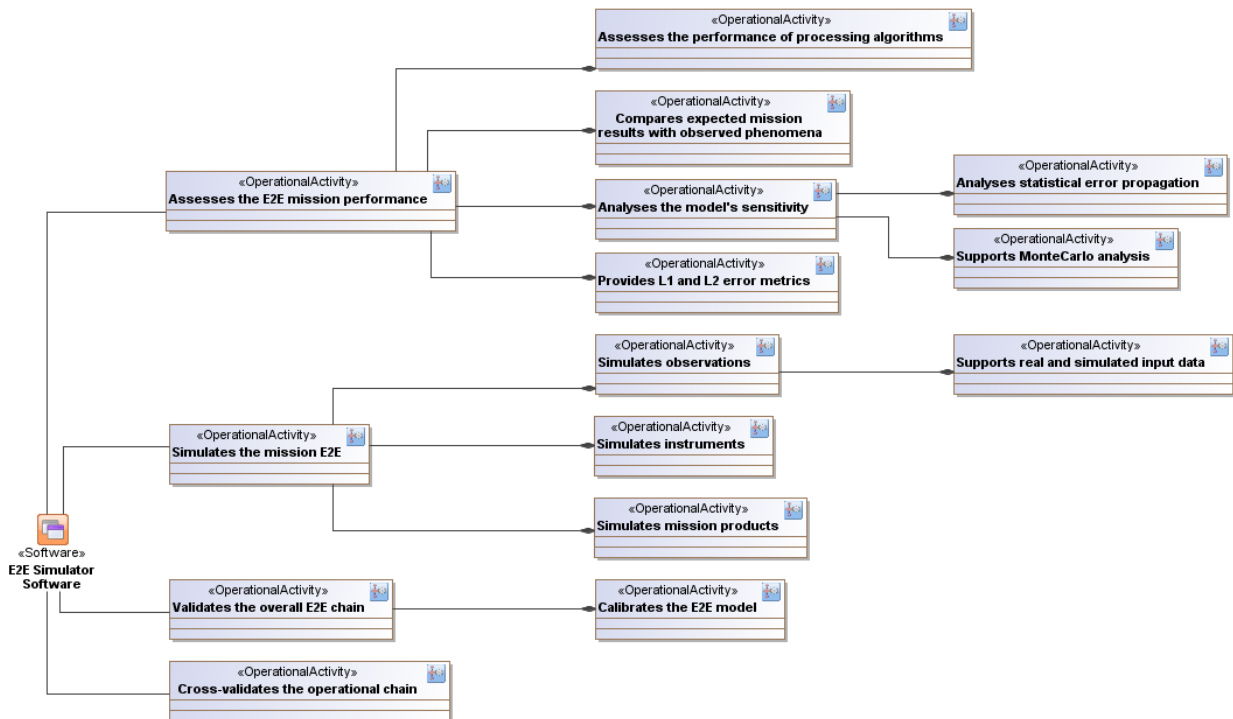 «OperationalActivity»
Assesses the performance of processing algorithms
«OperationalActivity»
Compares expected mission
results with observed phenomena
«OperationalActivity»
Assesses the E2E mission performance
«OperationalActivity»
Analyses the model's sensitivity
«OperationalActivity»
Analyses statistical error propagation
«OperationalActivity»
Supports MonteCarlo analysis
«OperationalActivity»
Provides L1 and L2 error metrics
«OperationalActivity»
Simulates observations
«OperationalActivity»
Supports real and simulated input data
«OperationalActivity»
Simulates the mission E2E
«OperationalActivity»
Simulates instruments
«OperationalActivity»
Simulates mission products
«Software»
E2E Simulator
Software
«OperationalActivity»
Validates the overall E2E chain
«OperationalActivity»
Calibrates the E2E model
«OperationalActivity»
Cross-validates the operational chain